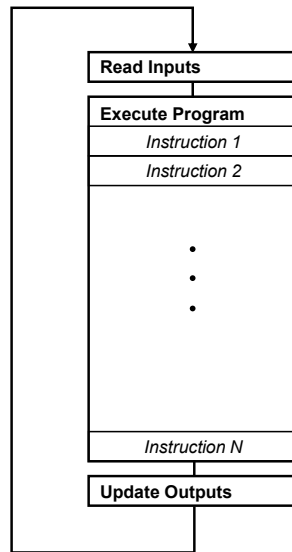 Read Inputs
Execute Program
Instruction 1
Instruction 2
Instruction N
Update Outputs